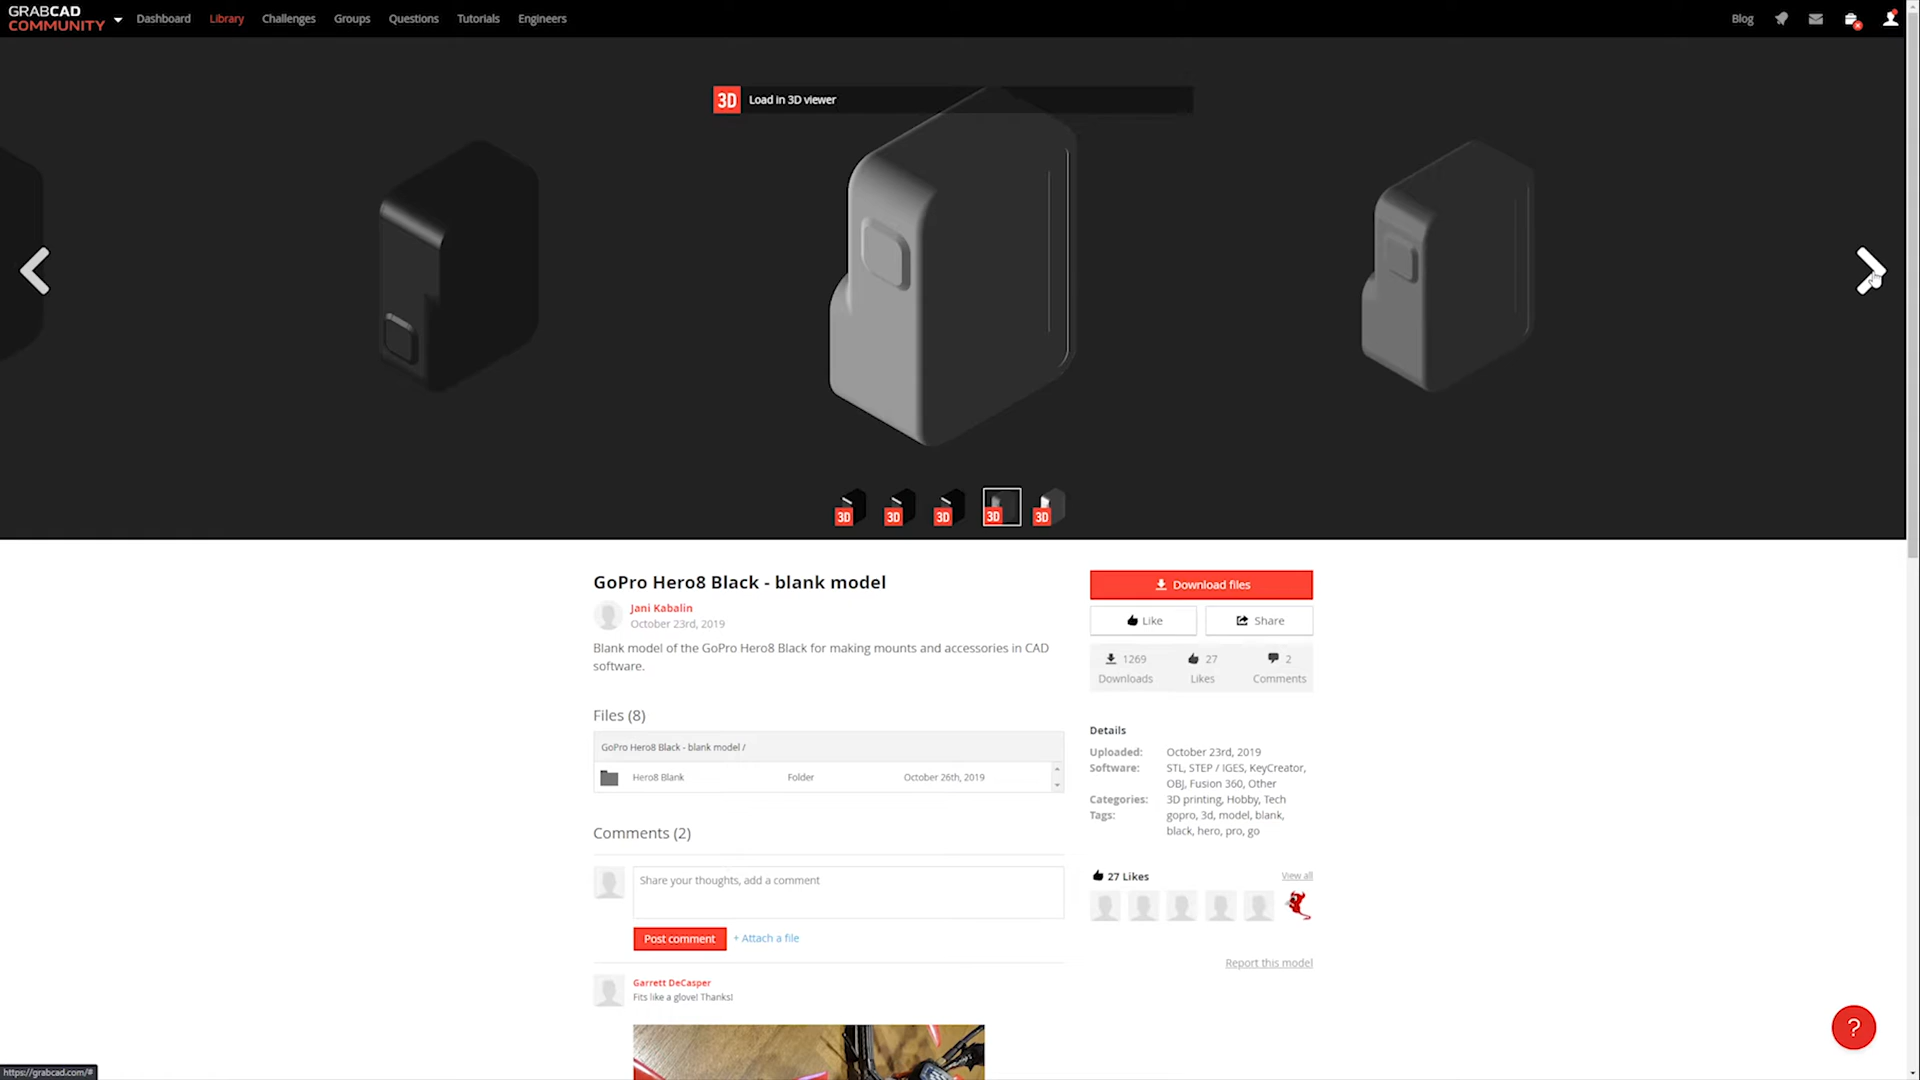 GRABCAD
COMMUNITY
Dashboard
Library
Challenges
Groups
Questions
Tutorials
Engineers
Blog
3D Load in 3D viewer
3D
3D
3D
3D
3D
GoPro Hero8 Black - blank model
Jani Kabalin
October 23rd, 2019
Blank model of the GoPro Hero8 Black for making mounts and accessories in CAD
software.
Files (8)
GoPro Hero8 Black - blank model /
Hero8 Blank Folder October 26th, 2019
Comments (2)
Share your thoughts, add a comment
Post comment + Attach a file
Garrett DeCasper
Fits like a glove! Thanks!
Download files
Like
Share
1269
Downloads
27
Likes
2
Comments
Details
Uploaded: October 23rd, 2019
Software: STL, STEP / IGES, KeyCreator,
OBJ, Fusion 360, Other
Categories: 3D printing, Hobby, Tech
Tags: gopro, 3d, model, blank,
black, hero, pro, go
27 Likes View all
Report this model
?
https://grabcad.com/#